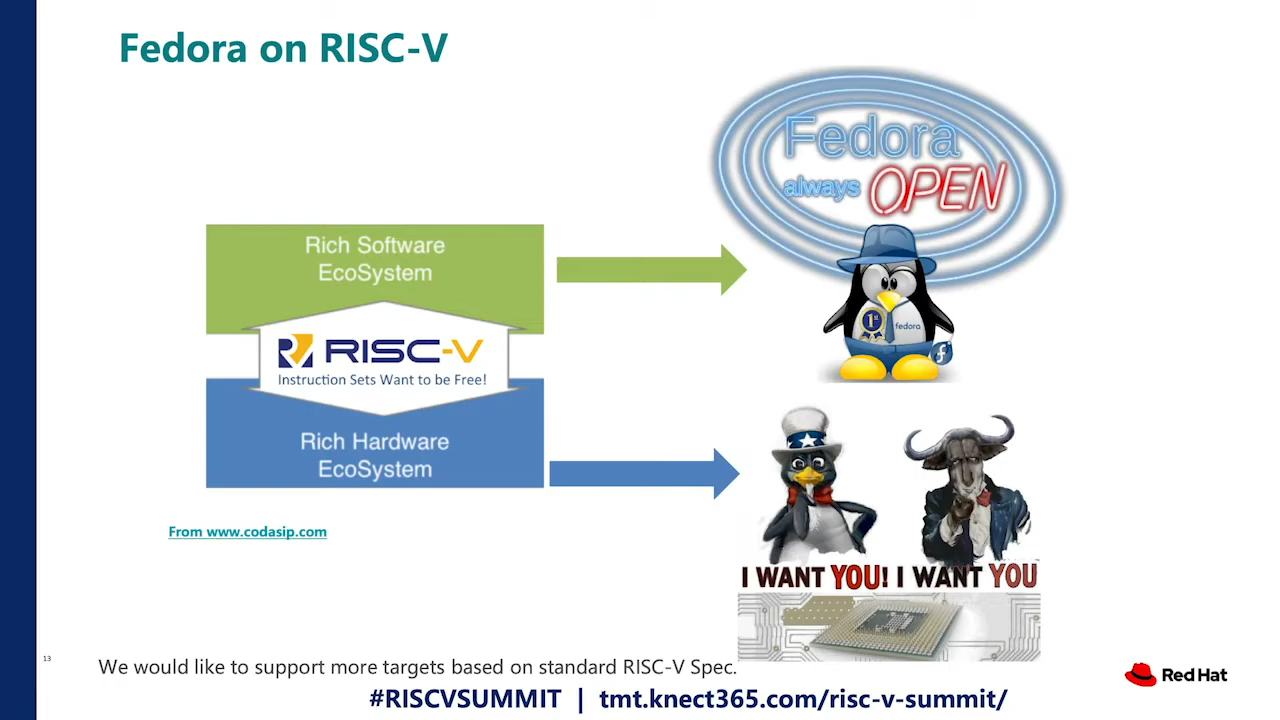 Fedora on RISC-V
Fedora
always OPEN
Rich Software
EcoSystem
RISC-V
Instruction Sets Want to be Free!
Rich Hardware
EcoSystem
1st
fedora
From www.codasip.com
I WANT YOU! I WANT YOU
13
We would like to support more targets based on standard RISC-V Spec.
Red Hat
#RISCVSUMMIT | tmt.knect365.com/risc-v-summit/